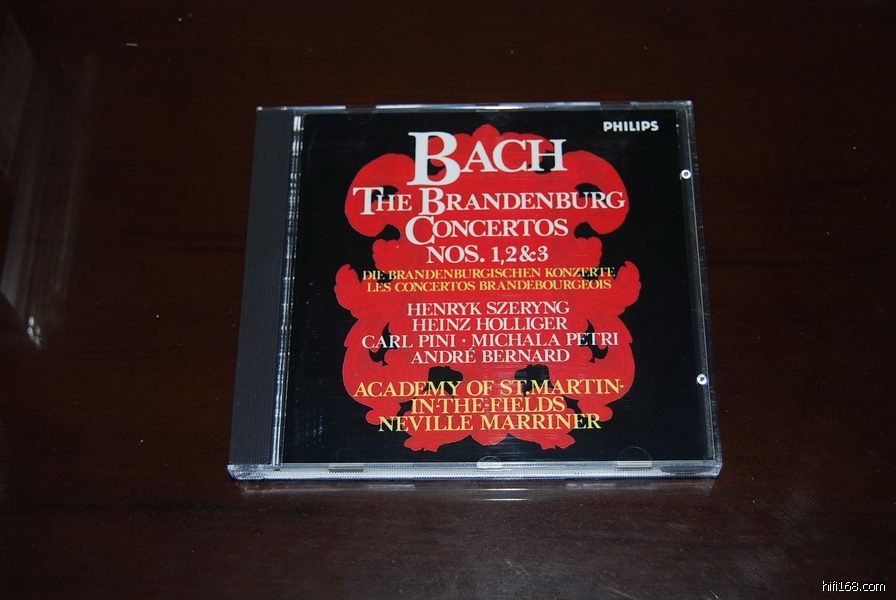 PHILIPS
BACH
THE BRANDENBURG
CONCERTOS
NOS. 1,2&3
DIE BRANDENBURGISCHEN KONZERTE
LES CONCERTOS BRANDEBOURGEOIS
HENRYK SZERYNG
HEINZ HOLLIGER
CARL PINI · MICHALA PETRI
ANDRÉ BERNARD
ACADEMY OF ST.MARTIN-
IN-THE-FIELDS
NEVILLE MARRINER
hifi168.com